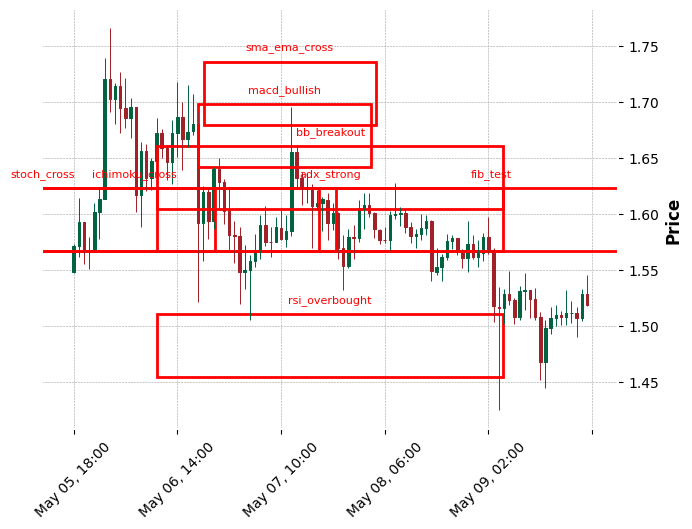 sma_ema_cross
macd_bullish
bb_breakout
stoch_cross
adx_strong
fib_test
rsi_overbought
1.75
1.70
1.65
1.60
1.55
1.50
1.45
Price
May 05, 18:00
May 06, 14:00
May 07, 10:00
May 08, 06:00
May 09, 02:00